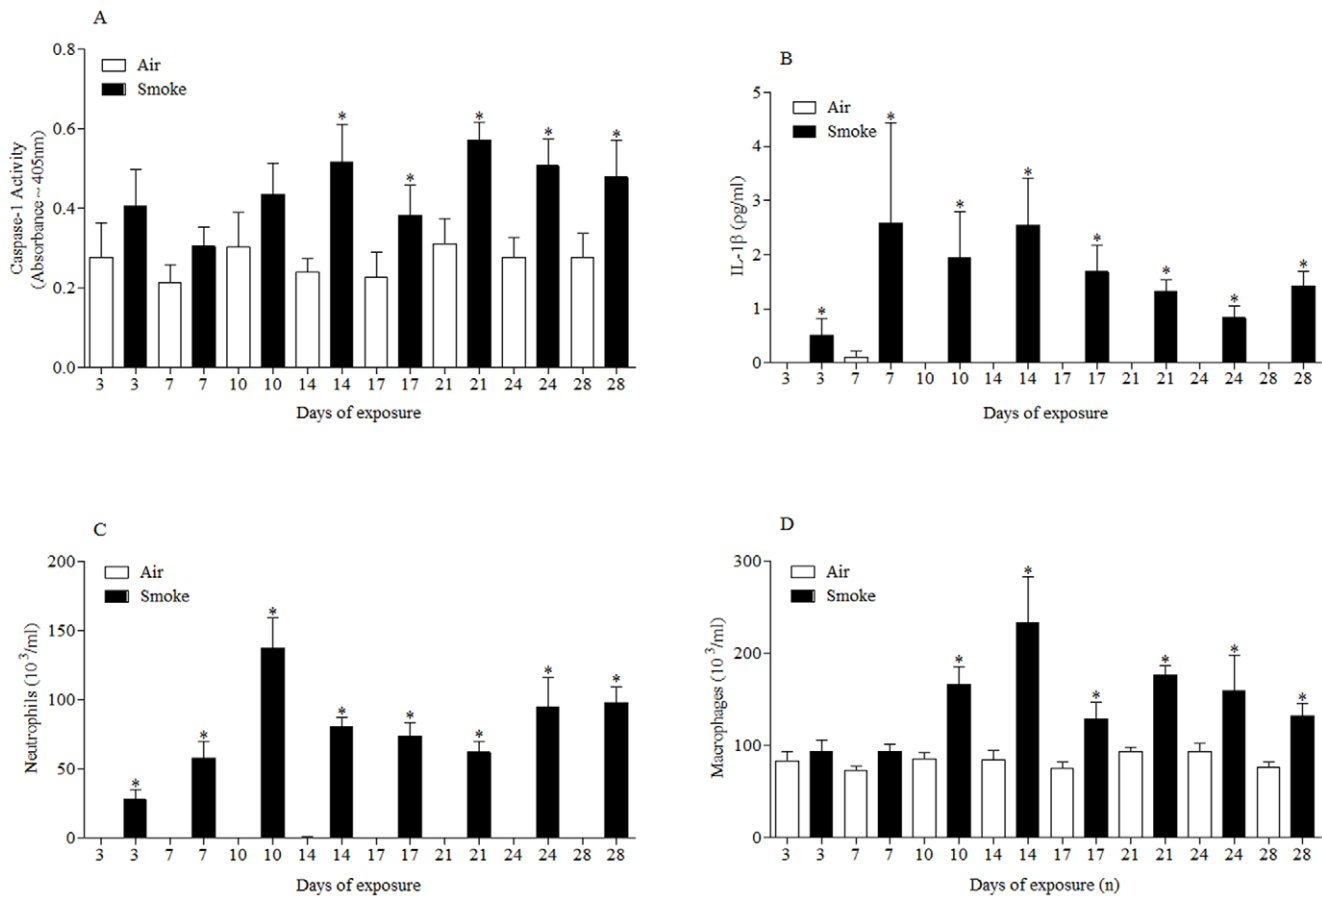 A
0.8
Air
Smoke
0.6
0.4
0.2
0.0
Caspase-1 Activity
(Absorbance ~ 405nm)
* * * * *
3 3 7 7 10 10 14 14 17 17 21 21 24 24 28 28
Days of exposure
B
5
Air
Smoke
4
3
2
1
0
IL-1β (ρg/ml)
* * * * * * * *
3 3 7 7 10 10 14 14 17 17 21 21 24 24 28 28
Days of exposure
C
200
Air
Smoke
150
100
50
0
Neutrophils (10³/ml)
* * * * * * * *
3 3 7 7 10 10 14 14 17 17 21 21 24 24 28 28
Days of exposure
D
300
Air
Smoke
200
100
0
Macrophages (10³/ml)
* * * * * *
3 3 7 7 10 10 14 14 17 17 21 21 24 24 28 28
Days of exposure (n)